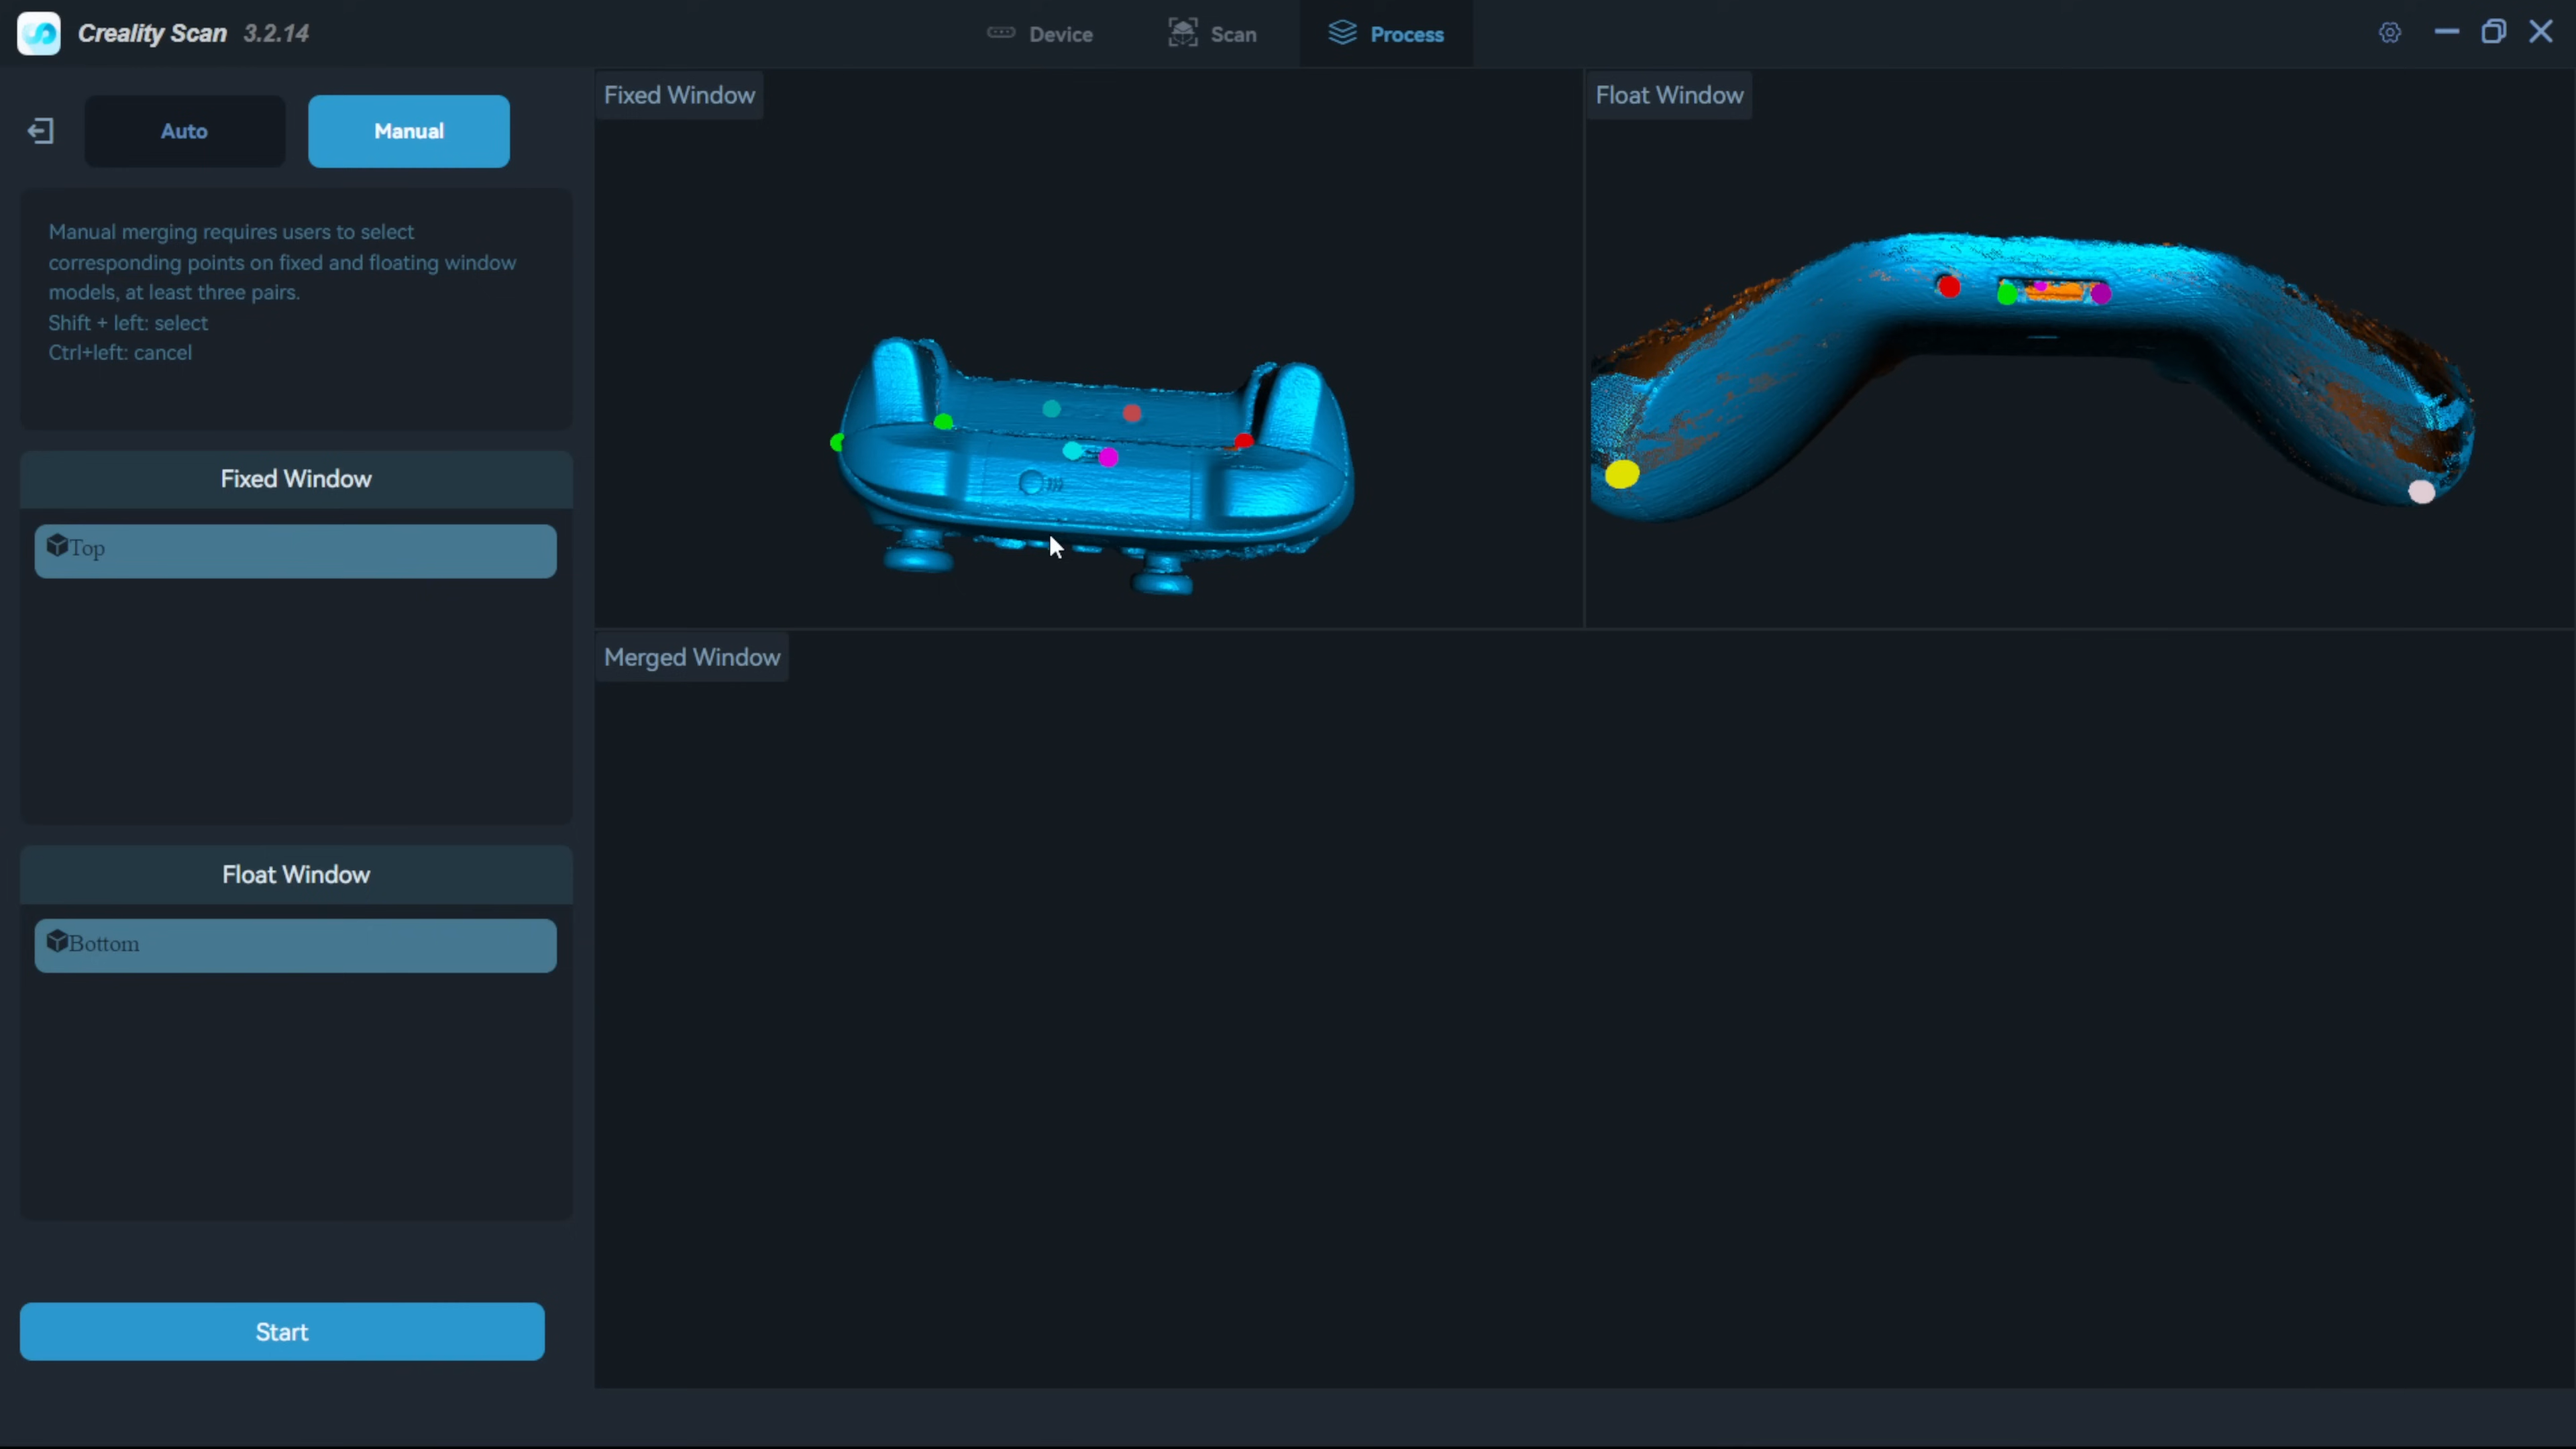 Creality Scan 3.2.14
Device
Scan
Process
Auto
Manual
Manual merging requires users to select
corresponding points on fixed and floating window
models, at least three pairs.
Shift + left: select
Ctrl+left: cancel
Fixed Window
Top
Float Window
Bottom
Start
Fixed Window
Float Window
Merged Window